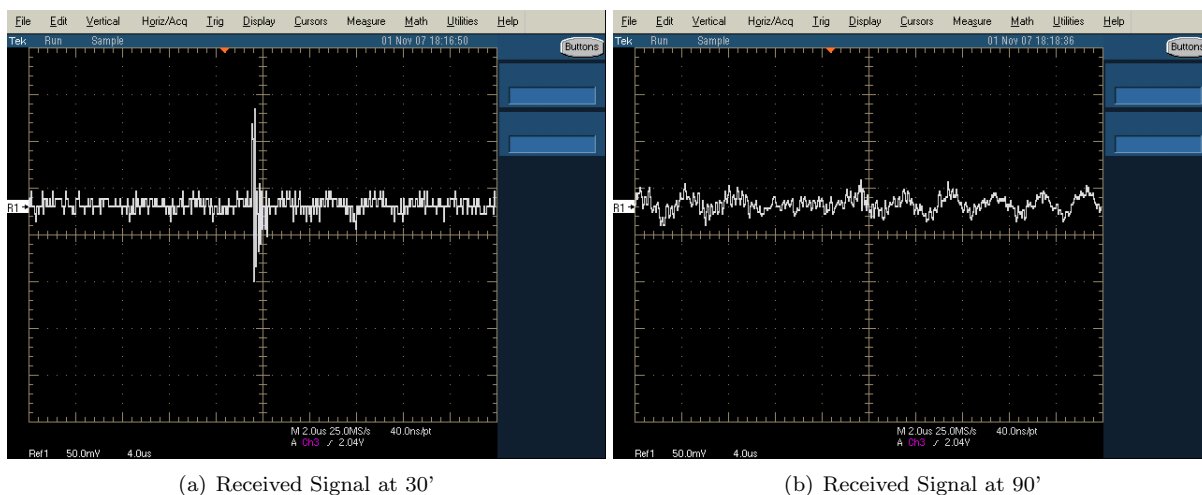 File Edit Vertical Horiz/Acq Trig Display Cursors Measure Math Utilities Help
Tek Run Sample 01 Nov 07 18:16:50 Buttons
R1
M 2.0us 25.0MS/s 40.0ns/pt
A Ch3 / 2.04V
Ref1 50.0mV 4.0us
(a) Received Signal at 30'
File Edit Vertical Horiz/Acq Trig Display Cursors Measure Math Utilities Help
Tek Run Sample 01 Nov 07 18:18:36 Buttons
R1
M 2.0us 25.0MS/s 40.0ns/pt
A Ch3 / 2.04V
Ref1 50.0mV 4.0us
(b) Received Signal at 90'